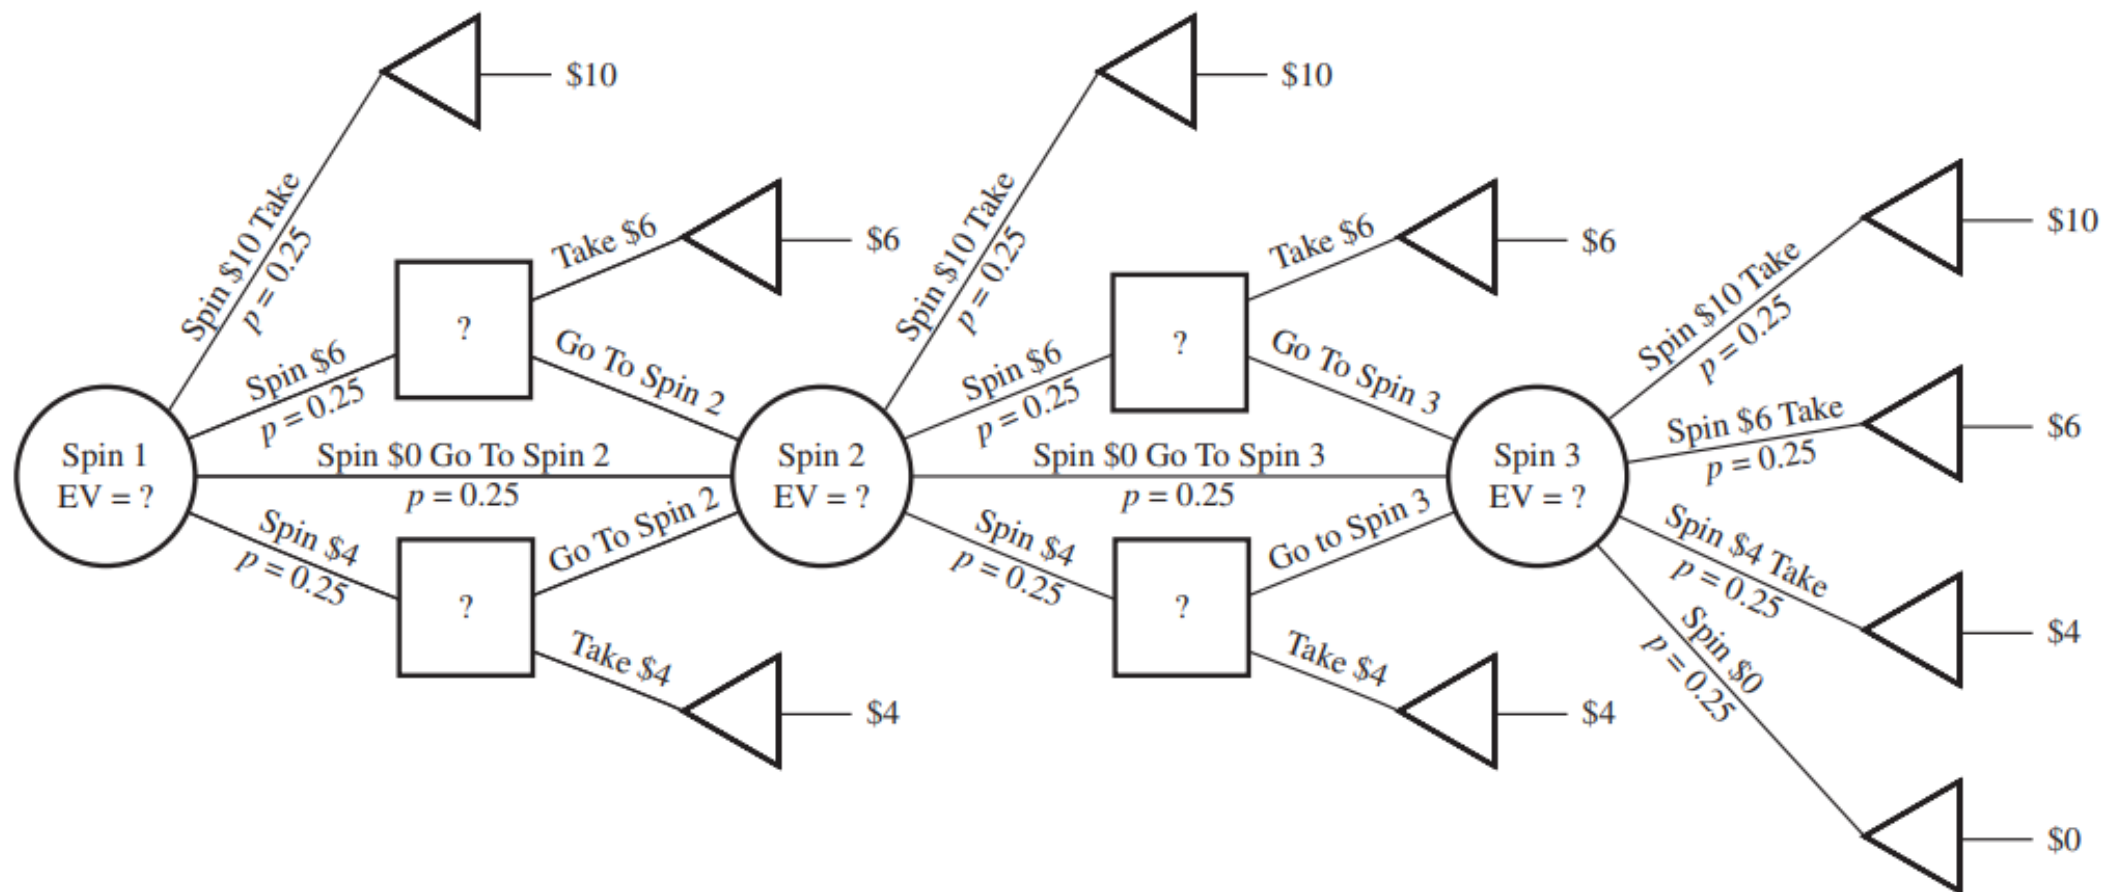 $10
Spin $10 Take
p = 0.25
Take $6
$6
?
Go To Spin 2
Spin $6
p = 0.25
Spin 1
EV = ?
Spin $0 Go To Spin 2
p = 0.25
Spin $4
p = 0.25
?
Go To Spin 2
Take $4
$4
$10
Spin $10 Take
p = 0.25
Take $6
$6
?
Go To Spin 3
Spin $6
p = 0.25
Spin 2
EV = ?
Spin $0 Go To Spin 3
p = 0.25
Spin $4
p = 0.25
?
Go to Spin 3
Take $4
$4
Spin 3
EV = ?
Spin $10 Take
p = 0.25
$10
Spin $6 Take
p = 0.25
$6
Spin $4 Take
p = 0.25
$4
Spin $0
p = 0.25
$0